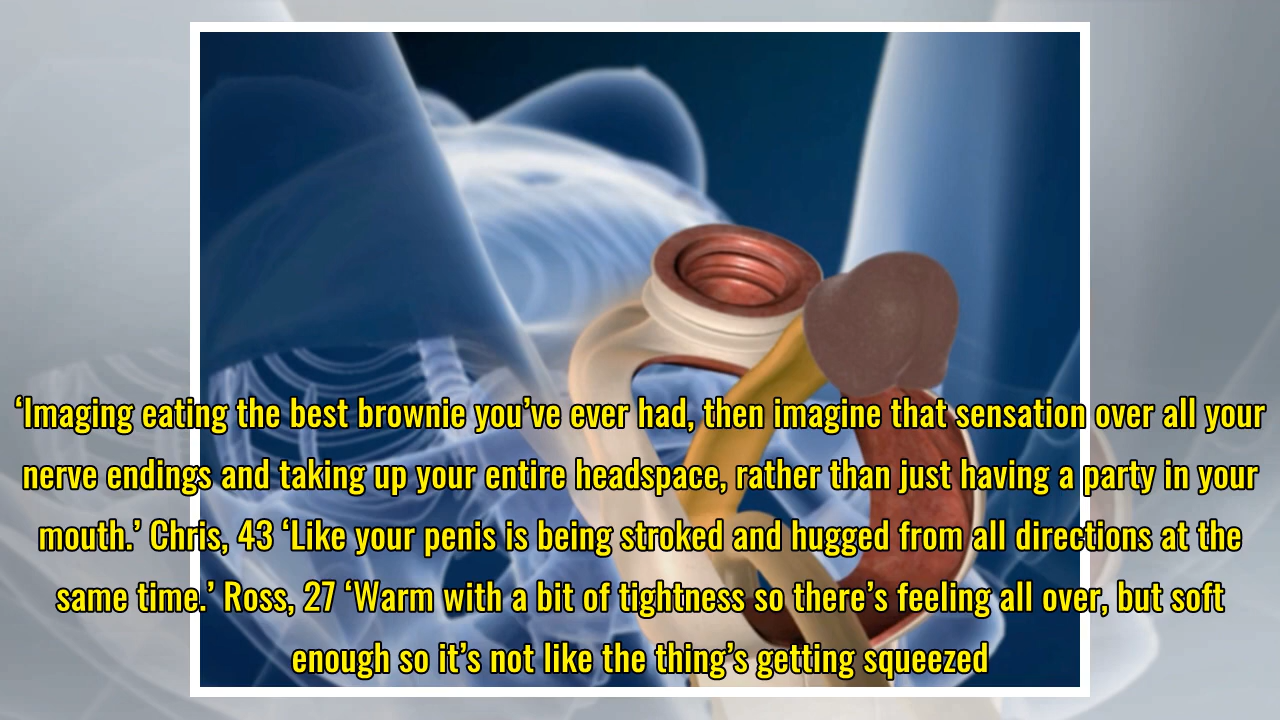 ‘Imaging eating the best brownie you’ve ever had, then imagine that sensation over all your
nerve endings and taking up your entire headspace, rather than just having a party in your
mouth.’ Chris, 43 ‘Like your penis is being stroked and hugged from all directions at the
same time.’ Ross, 27 ‘Warm with a bit of tightness so there’s feeling all over, but soft
enough so it’s not like the thing’s getting squeezed